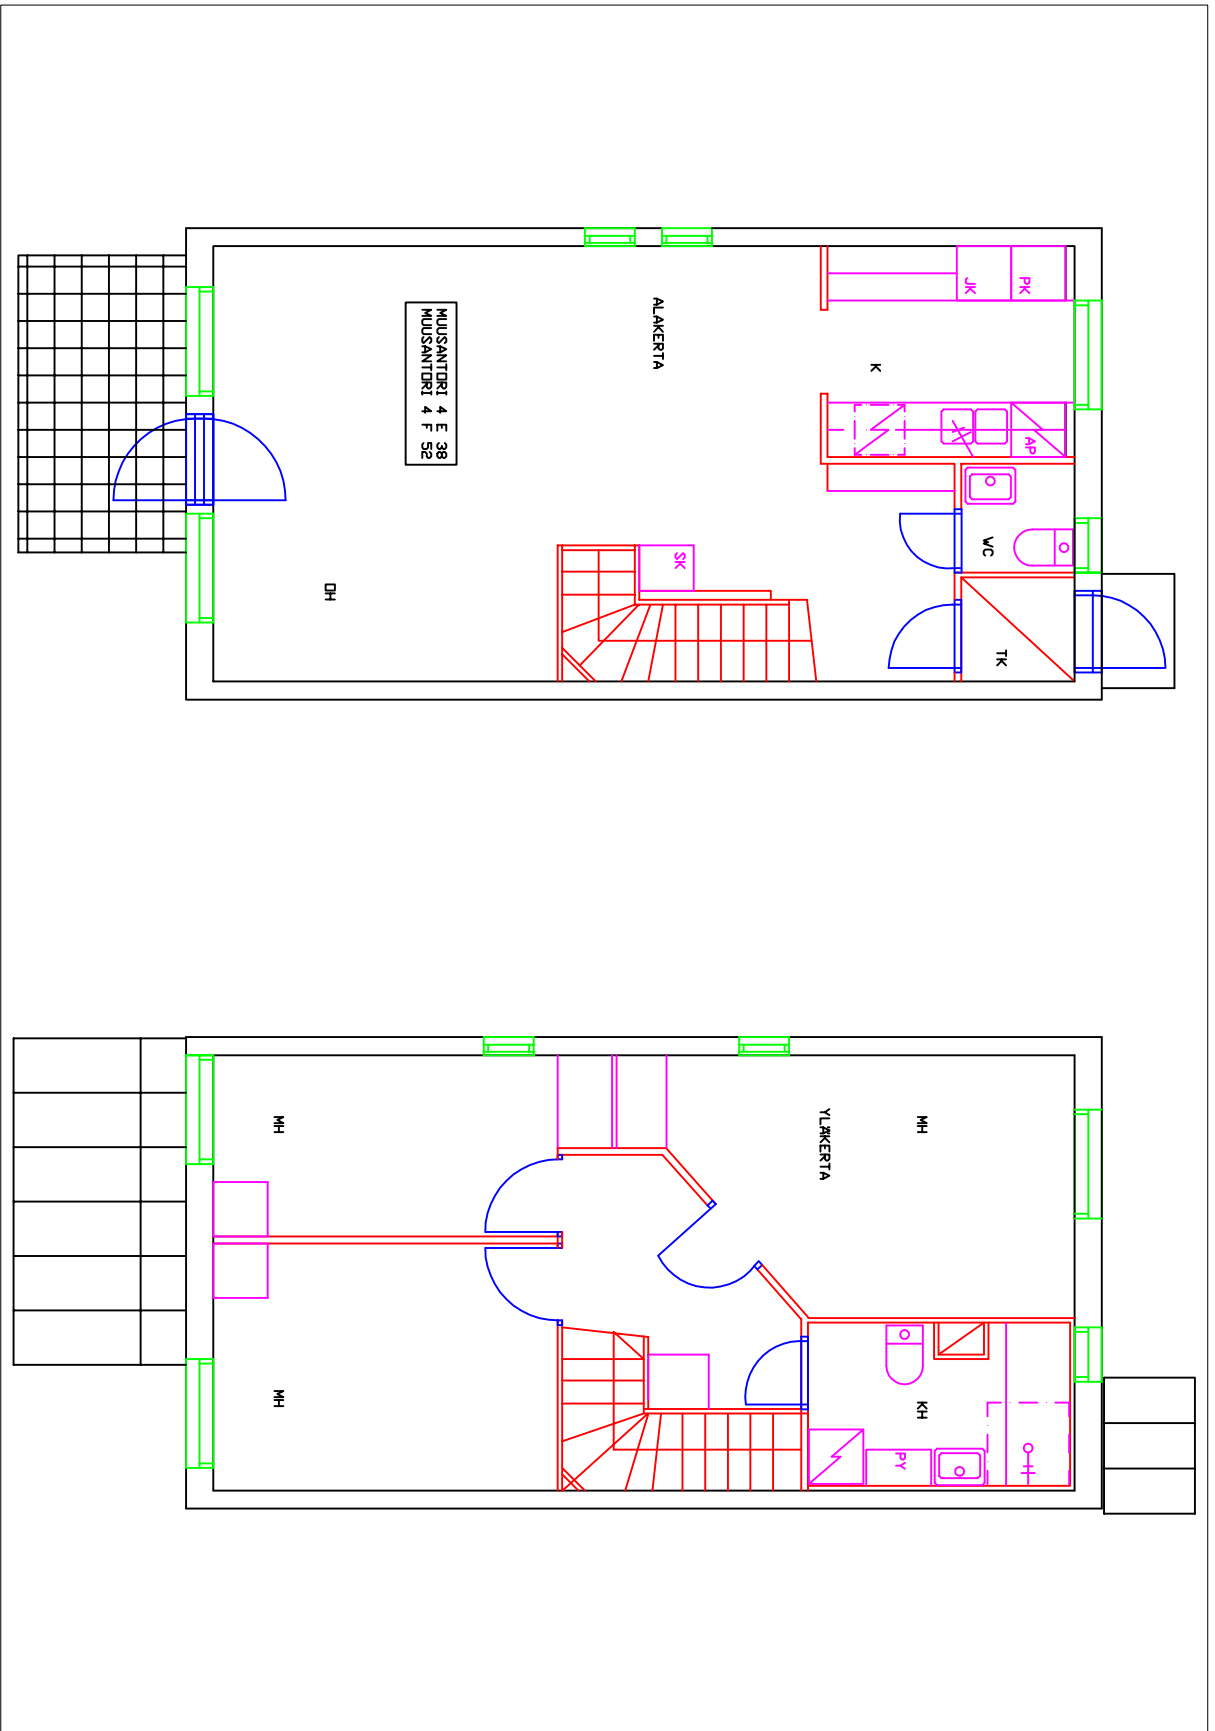 PK
JK
K
AP
ALAKERTA
MUUSANTORI 4 E 38
MUUSANTORI 4 F 52
WC
SK
OH
TK
MH
YLÄKERTA
MH
KH
PY
MH